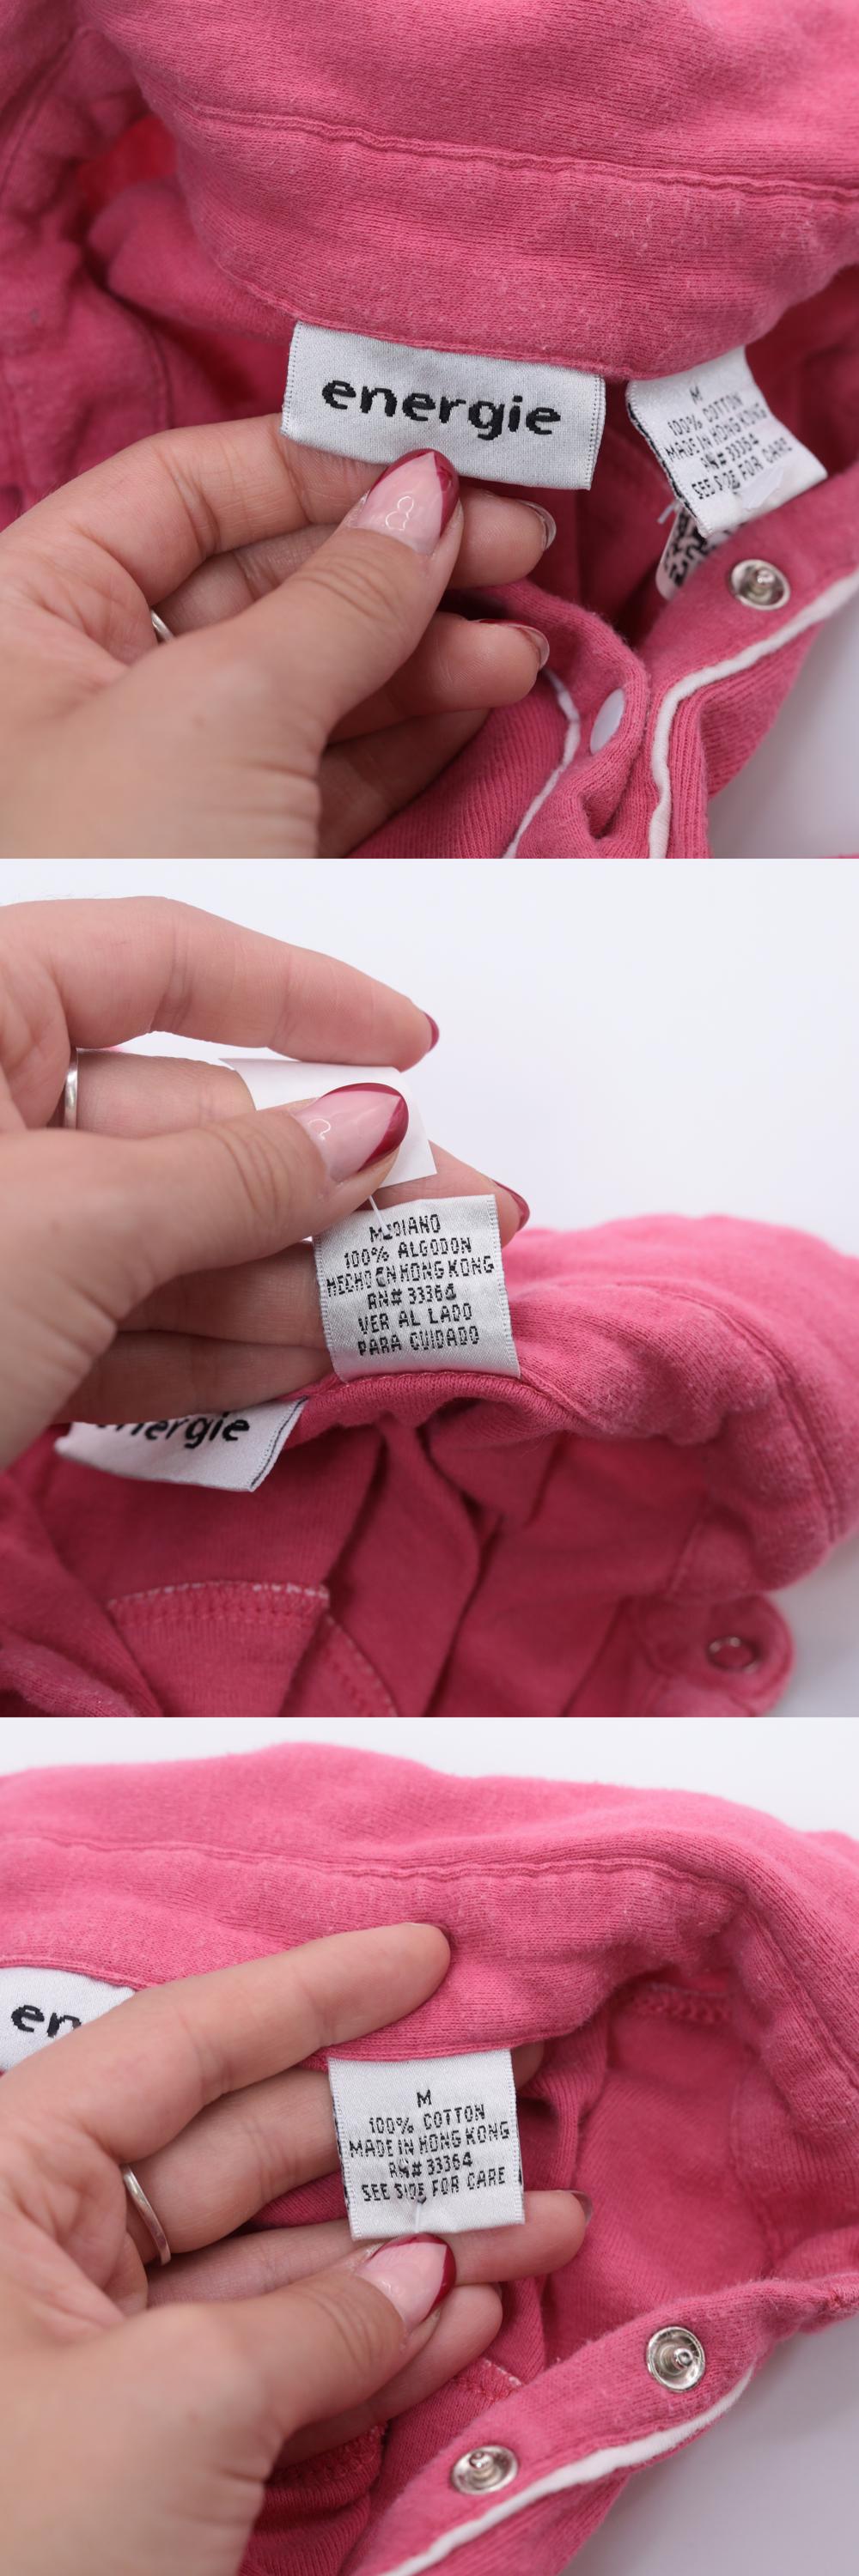 energie
M
100% COTTON
MADE IN HONG KONG
RN# 33364
SEE SIDE FOR CARE
MEDIANO
100% ALGODON
HECHO EN HONG KONG
RN# 33364
VER AL LADO
PARA CUIDADO
energie
en
M
100% COTTON
MADE IN HONG KONG
RN# 33364
SEE SIDE FOR CARE